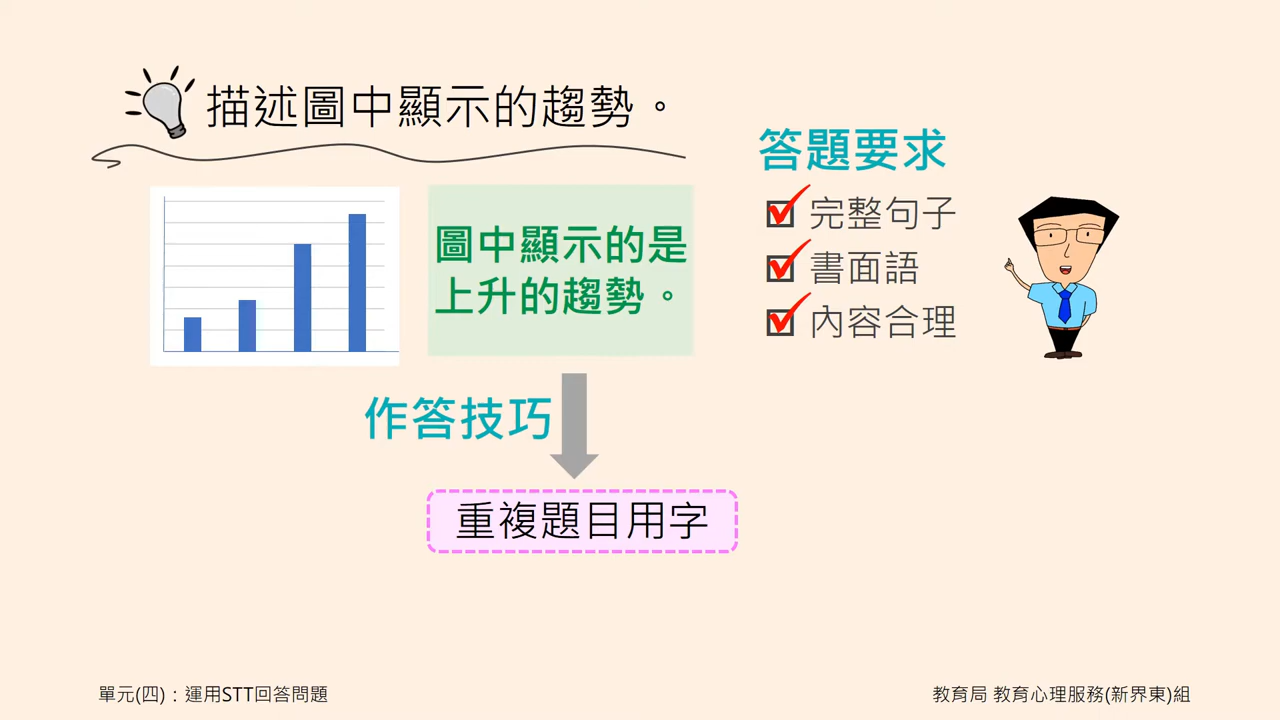 描述圖中顯示的趨勢。
圖中顯示的是
上升的趨勢。
答題要求
完整句子
書面語
內容合理
作答技巧
重複題目用字
單元(四)：運用STT回答問題
教育局 教育心理服務(新界東)組